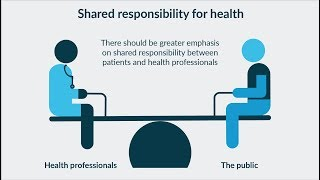 Shared responsibility for health
There should be greater emphasis
on shared responsibility between
patients and health professionals
Health professionals
The public